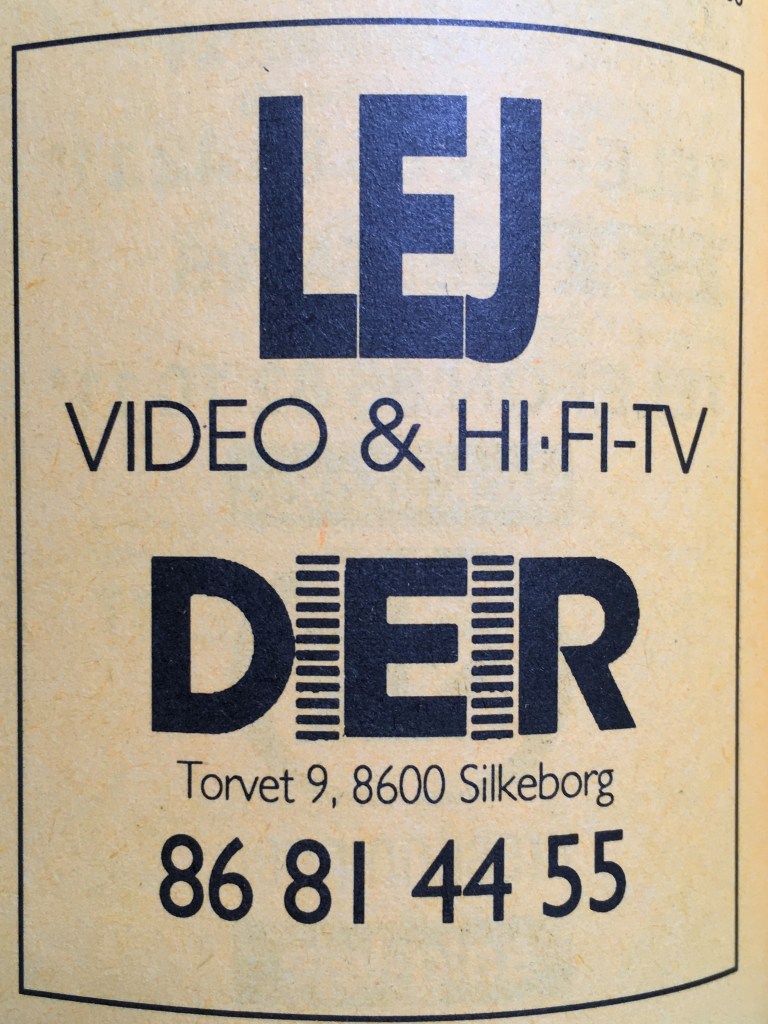 LEJ
VIDEO & HI·FI-TV
DER
Torvet 9, 8600 Silkeborg
86 81 44 55